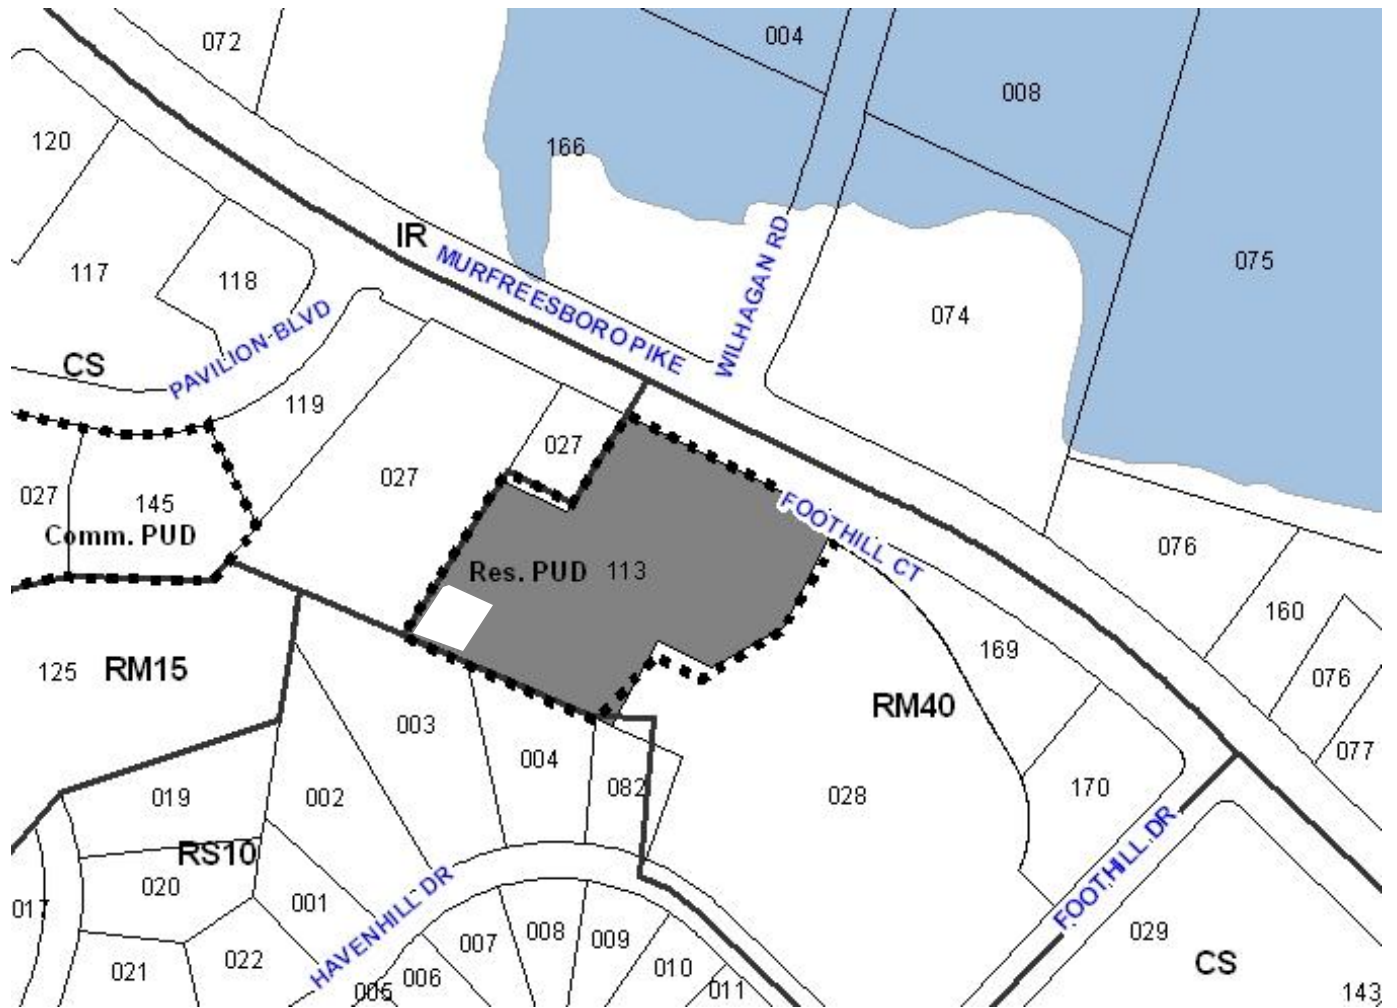 072
004
008
120
166
IR
MURFREESBORO PIKE
WILHAGAN RD
075
117
118
074
PAVILION BLVD
CS
119
027
027
027
145
Comm. PUD
FOOTHILL CT
076
Res. PUD 113
160
125
RM15
169
076
RM40
003
077
004
082
019
002
028
170
RS10
020
HAVENHILL DR
FOOTHILL DR
017
001
029
008
007
009
022
021
006
010
CS
005
011
143